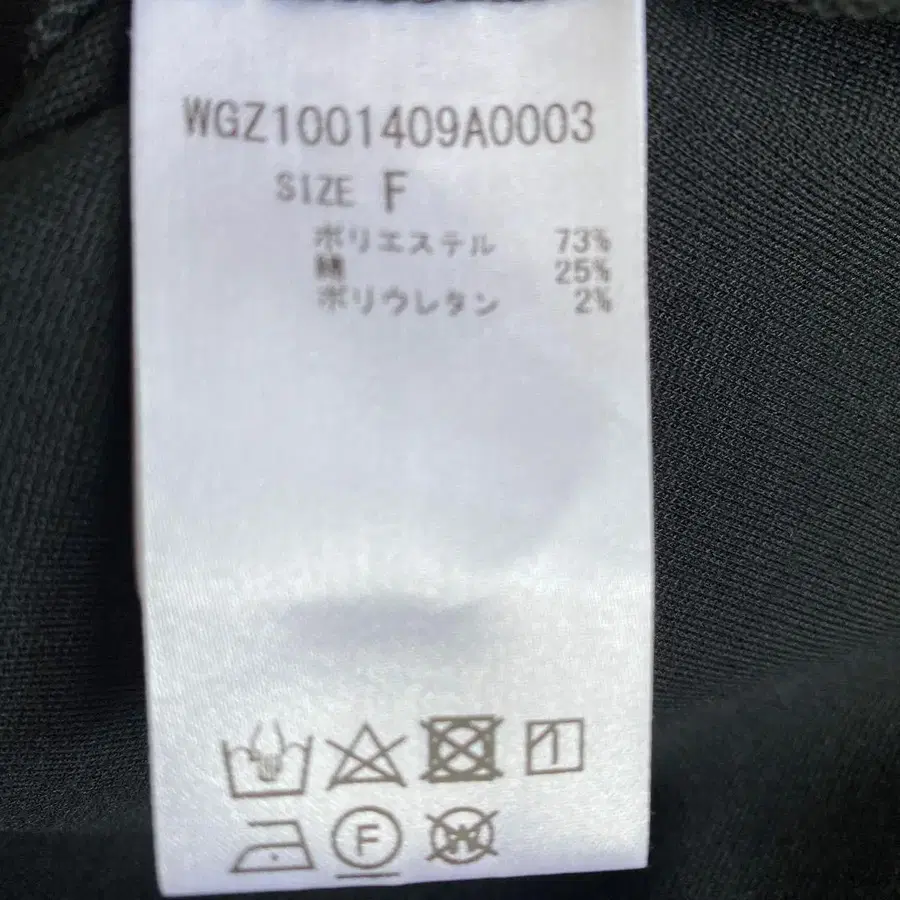 WGZ1001409A0003
SIZE F
ポリエステル 73%
綿 25%
ポリウレタン 2%
F
W